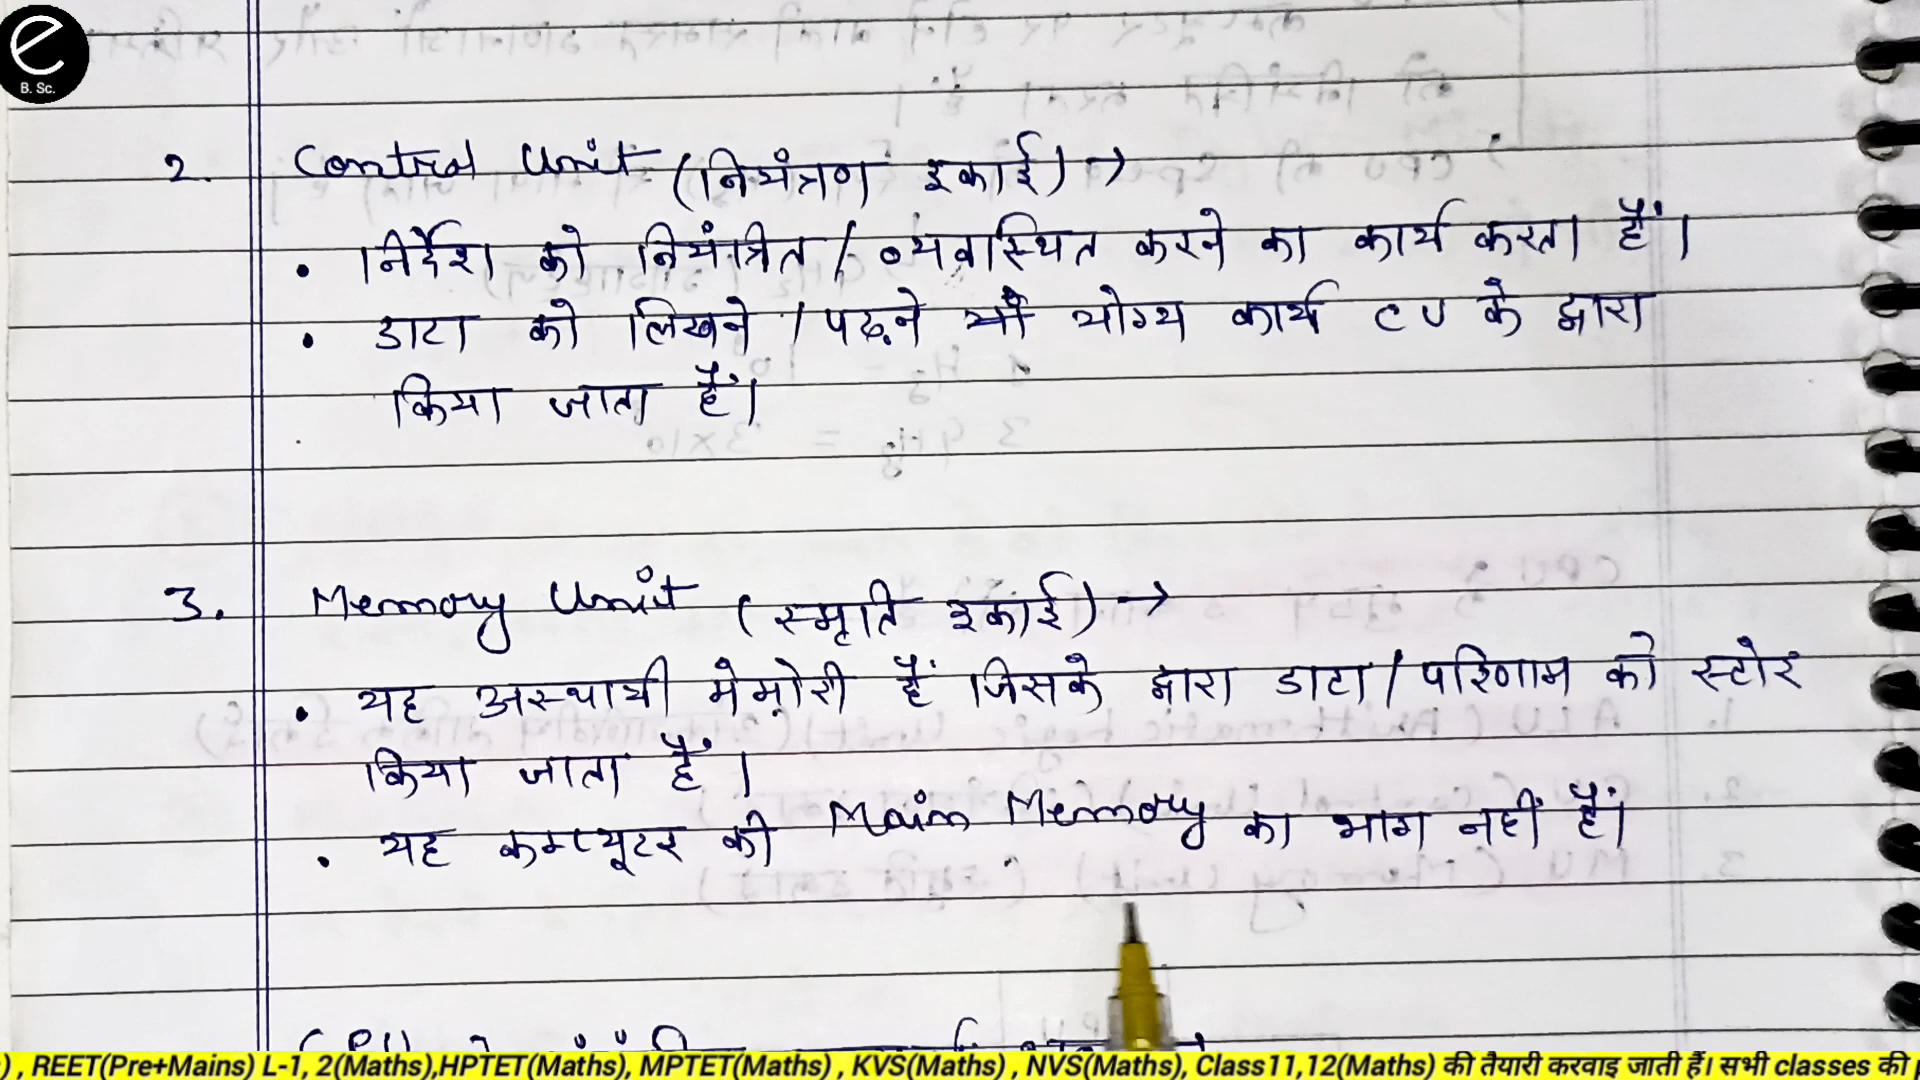 e
B. Sc.
2. Control Unit (नियंत्रण इकाई) →
• निर्देश को नियंत्रित / व्यवस्थित करने का कार्य करता हैं।
• डाटा को लिखने / पढ़ने योग्य कार्य CU के द्वारा
किया जाता हैं।
3. Memory Unit (स्मृति इकाई) →
• यह अस्थायी मेमोरी हैं जिसके द्वारा डाटा / परिणाम को स्टोर
किया जाता हैं।
• यह कम्प्यूटर की Main Memory का भाग नहीं हैं।
), REET(Pre+Mains) L-1, 2(Maths),HPTET(Maths), MPTET(Maths) , KVS(Maths) , NVS(Maths), Class11,12(Maths) की तैयारी करवाइ जाती हैं। सभी classes की